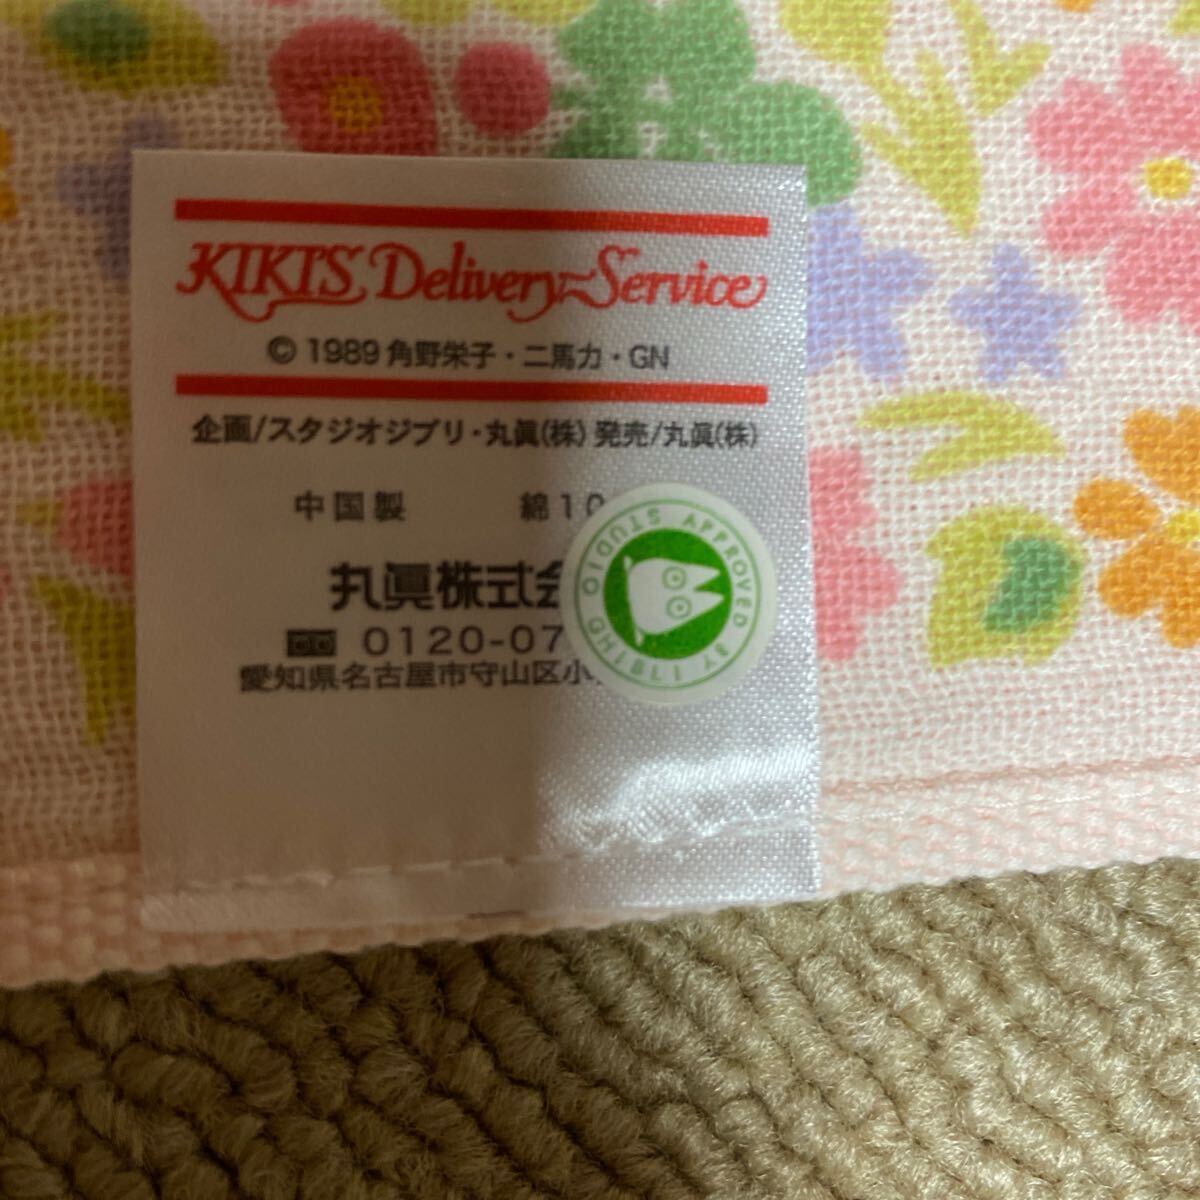 KIKI'S Delivery Service
© 1989 角野栄子・二馬力・GN
企画/スタジオジブリ・丸眞(株) 発売/丸眞(株)
中国製 綿10
丸眞株式会
0120-07
愛知県名古屋市守山区小
STUDIO GHIBLI APPROVED BY